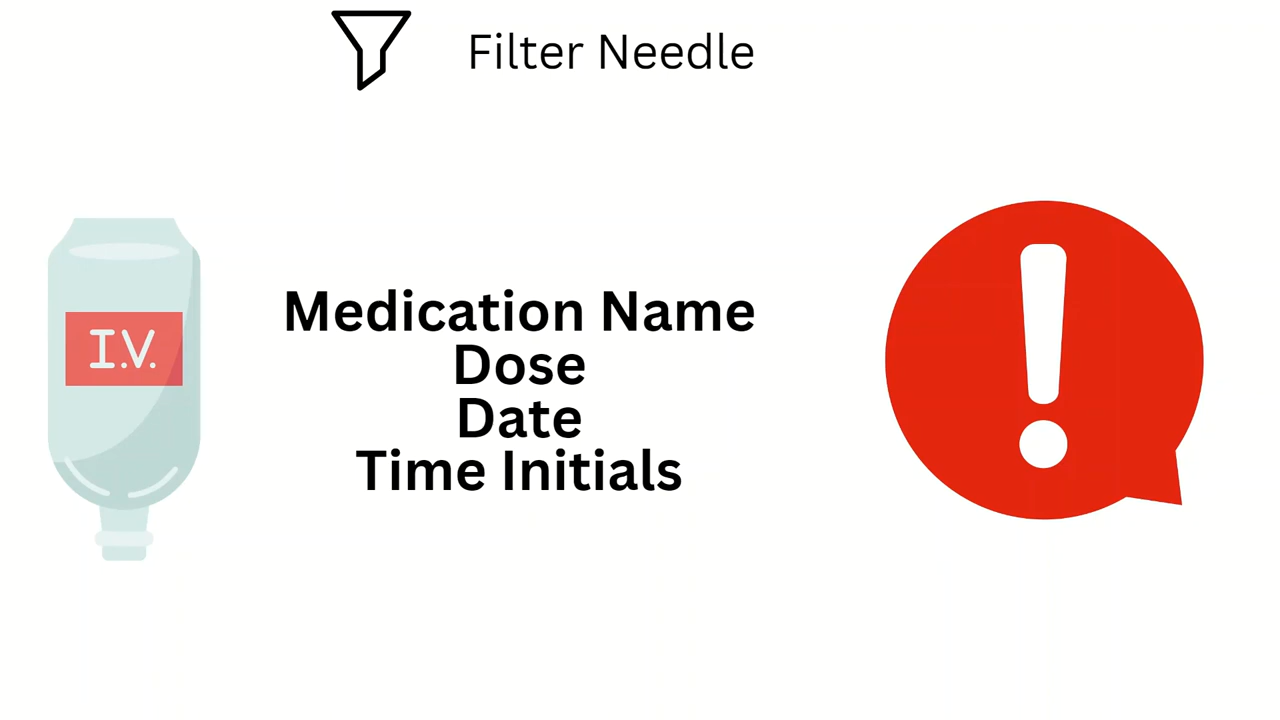 Filter Needle
I.V.
Medication Name
Dose
Date
Time Initials